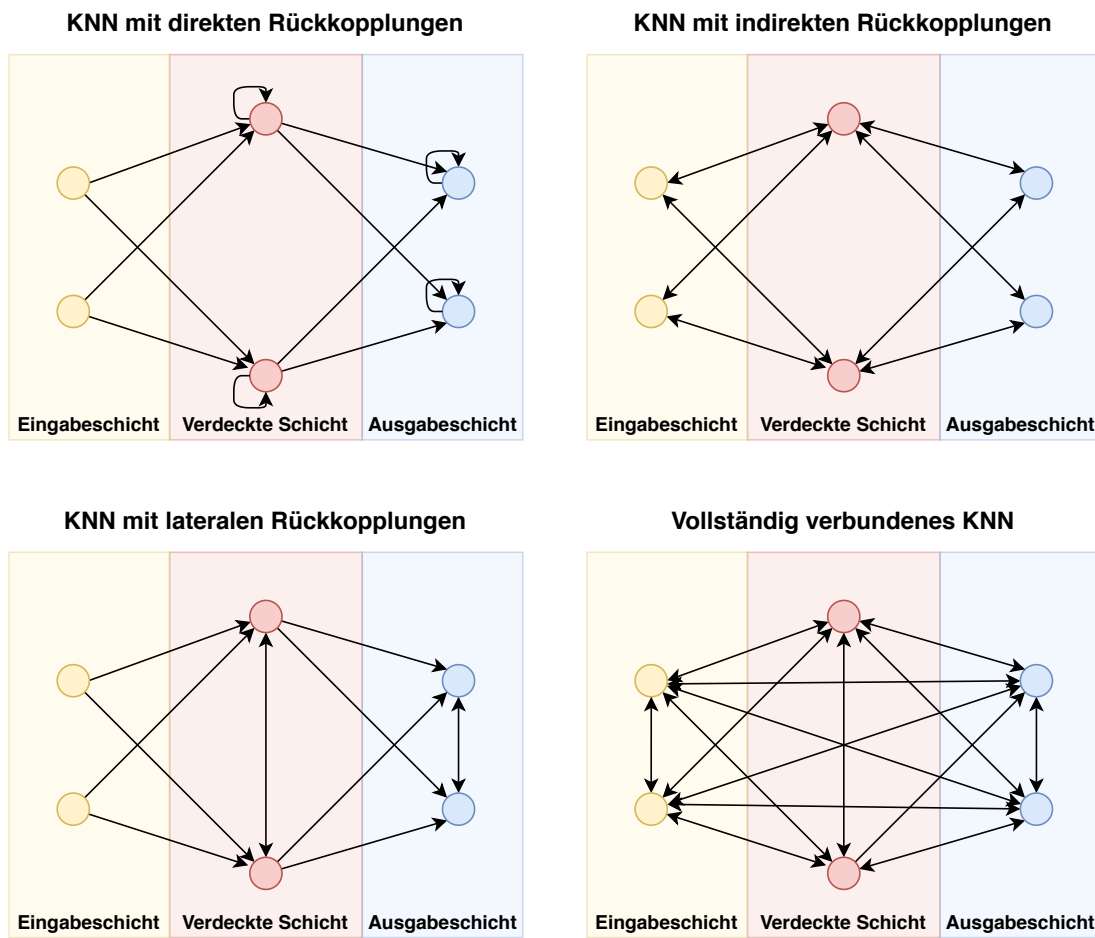 KNN mit direkten Rückkopplungen
Eingabeschicht
Verdeckte Schicht
Ausgabeschicht
KNN mit indirekten Rückkopplungen
Eingabeschicht
Verdeckte Schicht
Ausgabeschicht
KNN mit lateralen Rückkopplungen
Eingabeschicht
Verdeckte Schicht
Ausgabeschicht
Vollständig verbundenes KNN
Eingabeschicht
Verdeckte Schicht
Ausgabeschicht